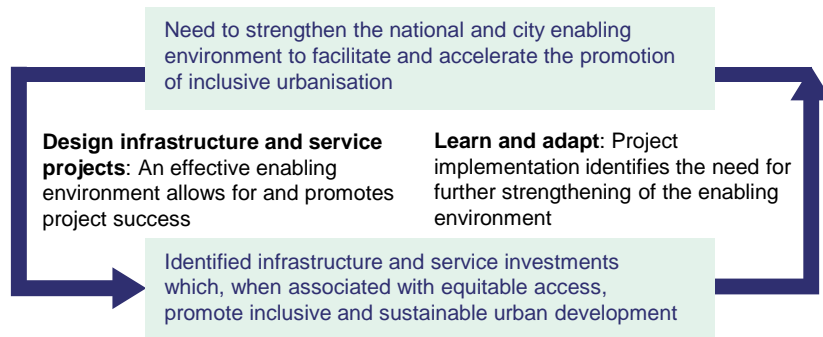 Need to strengthen the national and city enabling
environment to facilitate and accelerate the promotion
of inclusive urbanisation
Design infrastructure and service
projects: An effective enabling
environment allows for and promotes
project success
Learn and adapt: Project
implementation identifies the need for
further strengthening of the enabling
environment
Identified infrastructure and service investments
which, when associated with equitable access,
promote inclusive and sustainable urban development